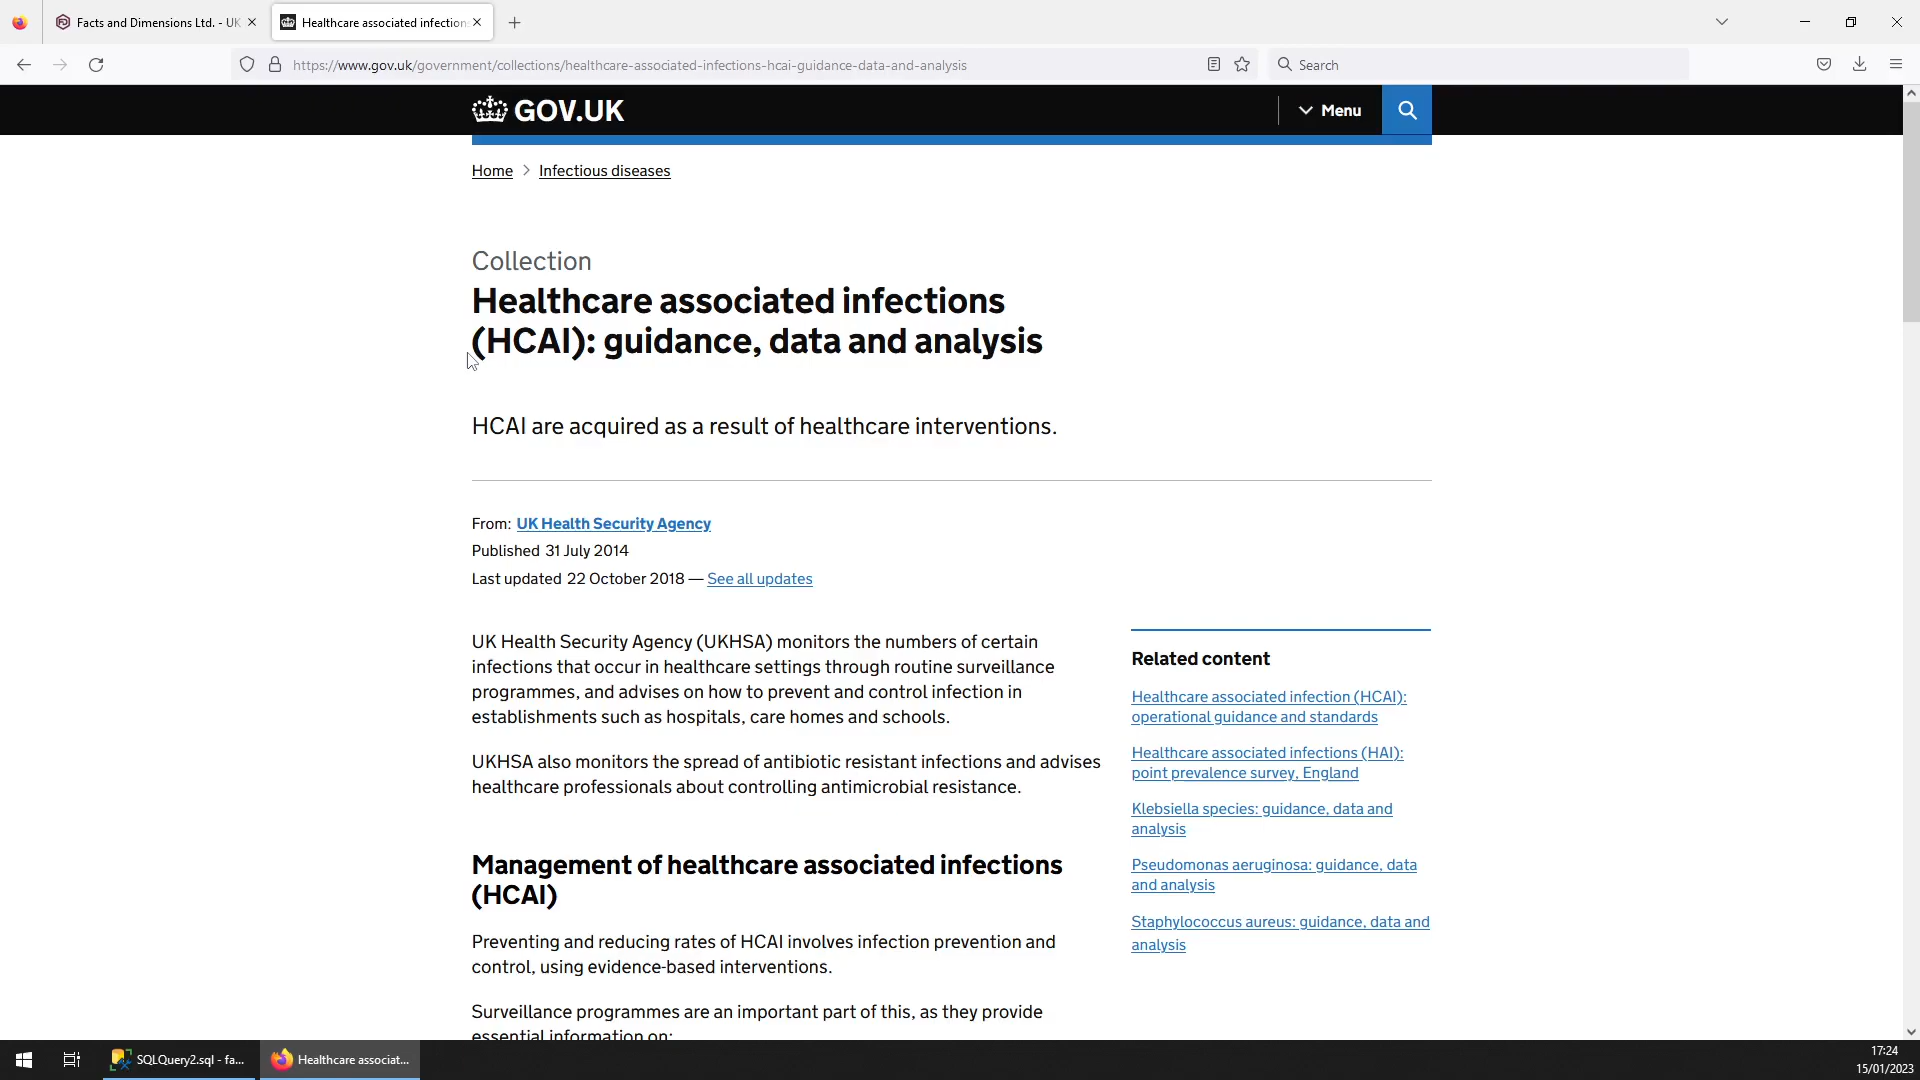 Facts and Dimensions Ltd. - UK
Healthcare associated infection
https://www.gov.uk/government/collections/healthcare-associated-infections-hcai-guidance-data-and-analysis
Search
GOV.UK
Menu
Home
Infectious diseases
Collection
Healthcare associated infections
(HCAI): guidance, data and analysis
HCAI are acquired as a result of healthcare interventions.
From: UK Health Security Agency
Published 31 July 2014
Last updated 22 October 2018 — See all updates
UK Health Security Agency (UKHSA) monitors the numbers of certain
infections that occur in healthcare settings through routine surveillance
programmes, and advises on how to prevent and control infection in
establishments such as hospitals, care homes and schools.
UKHSA also monitors the spread of antibiotic resistant infections and advises
healthcare professionals about controlling antimicrobial resistance.
Management of healthcare associated infections
(HCAI)
Preventing and reducing rates of HCAI involves infection prevention and
control, using evidence-based interventions.
Surveillance programmes are an important part of this, as they provide
essential information on:
Related content
Healthcare associated infection (HCAI):
operational guidance and standards
Healthcare associated infections (HAI):
point prevalence survey, England
Klebsiella species: guidance, data and
analysis
Pseudomonas aeruginosa: guidance, data
and analysis
Staphylococcus aureus: guidance, data and
analysis
SQLQuery2.sql - fa...
Healthcare associat...
17:24
15/01/2023